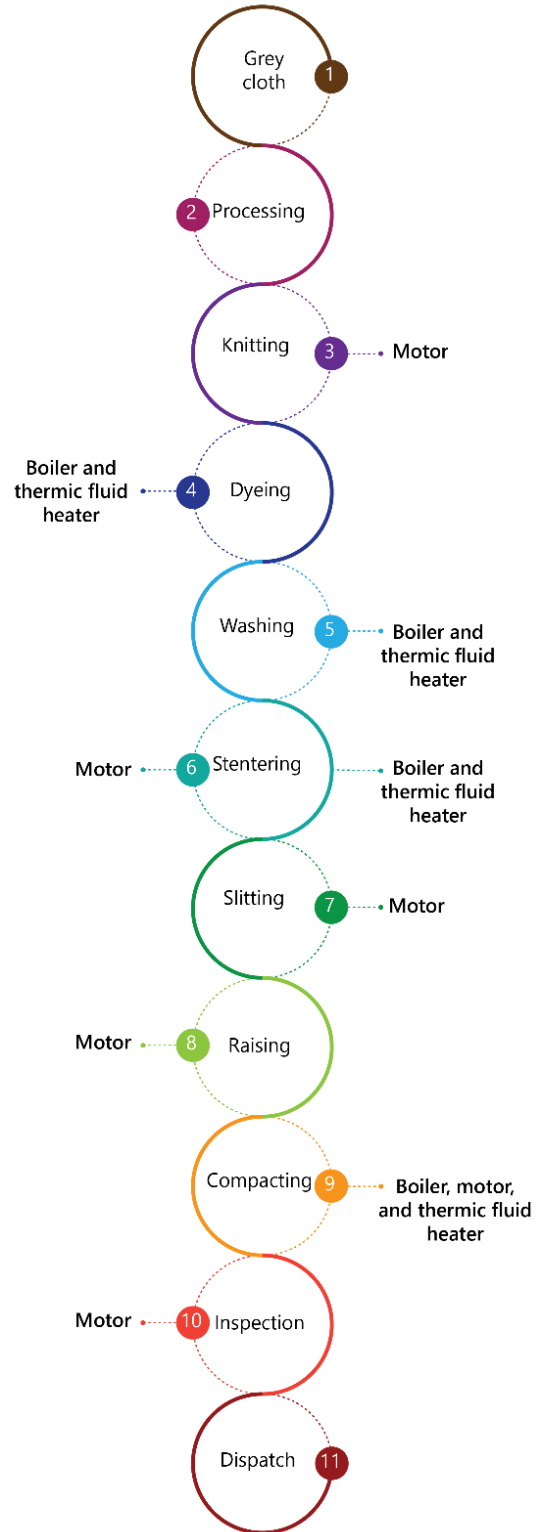 Grey
cloth
1
2
Processing
Knitting
3
Motor
Boiler and
thermic fluid
heater
4
Dyeing
Washing
5
Boiler and
thermic fluid
heater
Motor
6
Stentering
Boiler and
thermic fluid
heater
Slitting
7
Motor
Motor
8
Raising
Compacting
9
Boiler, motor,
and thermic fluid
heater
Motor
10
Inspection
Dispatch
11